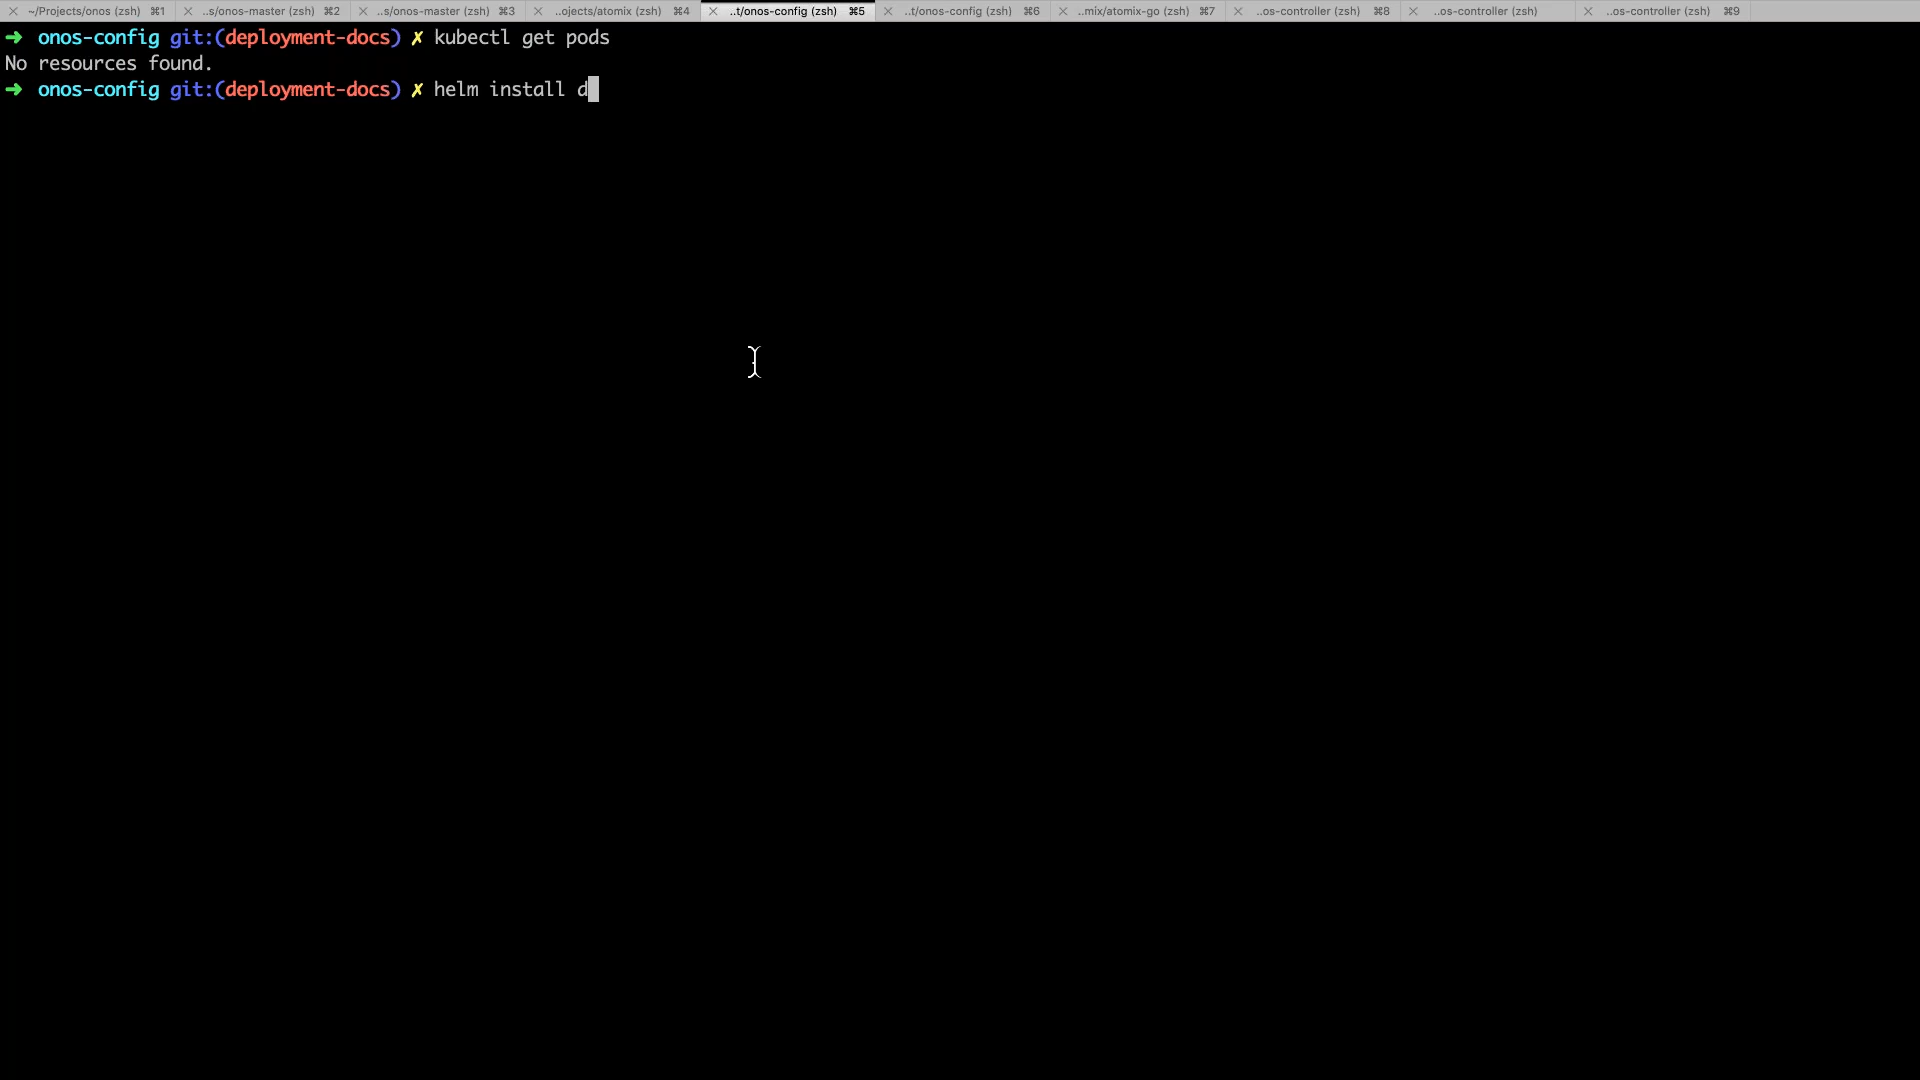 ~/Projects/onos (zsh) ⌘1 ..s/onos-master (zsh) ⌘2 ..s/onos-master (zsh) ⌘3 ..ojects/atomix (zsh) ⌘4 ..t/onos-config (zsh) ⌘5 ..t/onos-config (zsh) ⌘6 ..mix/atomix-go (zsh) ⌘7 ..os-controller (zsh) ⌘8 ..os-controller (zsh) ..os-controller (zsh) ⌘9
➜ onos-config git:(deployment-docs) ✗ kubectl get pods
No resources found.
➜ onos-config git:(deployment-docs) ✗ helm install d